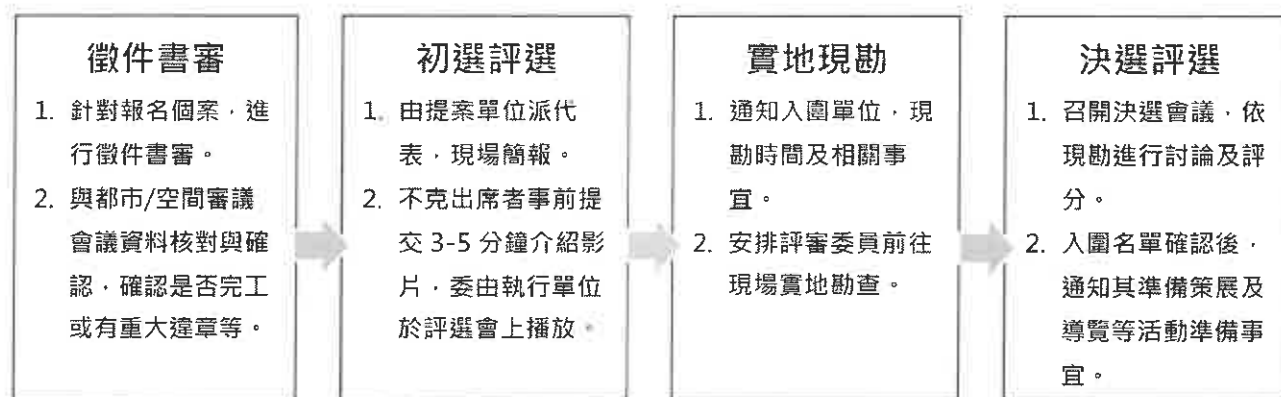 徵件書審
1. 針對報名個案，進
行徵件書審。
2. 與都市/空間審議
會議資料核對與確
認，確認是否完工
或有重大違章等。
初選評選
1. 由提案單位派代
表，現場簡報。
2. 不克出席者事前提
交 3-5 分鐘介紹影
片，委由執行單位
於評選會上播放。
實地現勘
1. 通知入圍單位，現
勘時間及相關事
宜。
2. 安排評審委員前往
現場實地勘查。
決選評選
1. 召開決選會議，依
現勘進行討論及評
分。
2. 入圍名單確認後，
通知其準備策展及
導覽等活動準備事
宜。